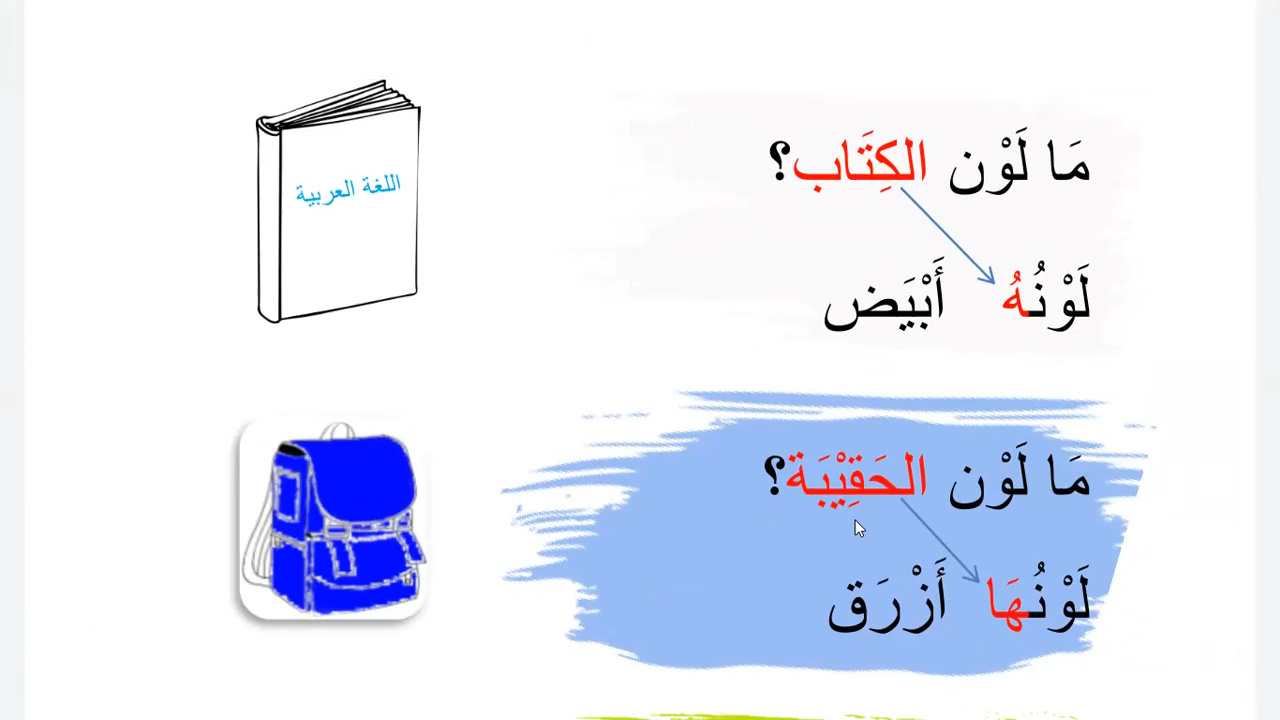 مَا لَوْن الكِتَاب؟
اللغة العربية
لَوْنُهُ أَبْيَض
مَا لَوْن الحَقِيْبَة؟
لَوْنُهَا أَزْرَق